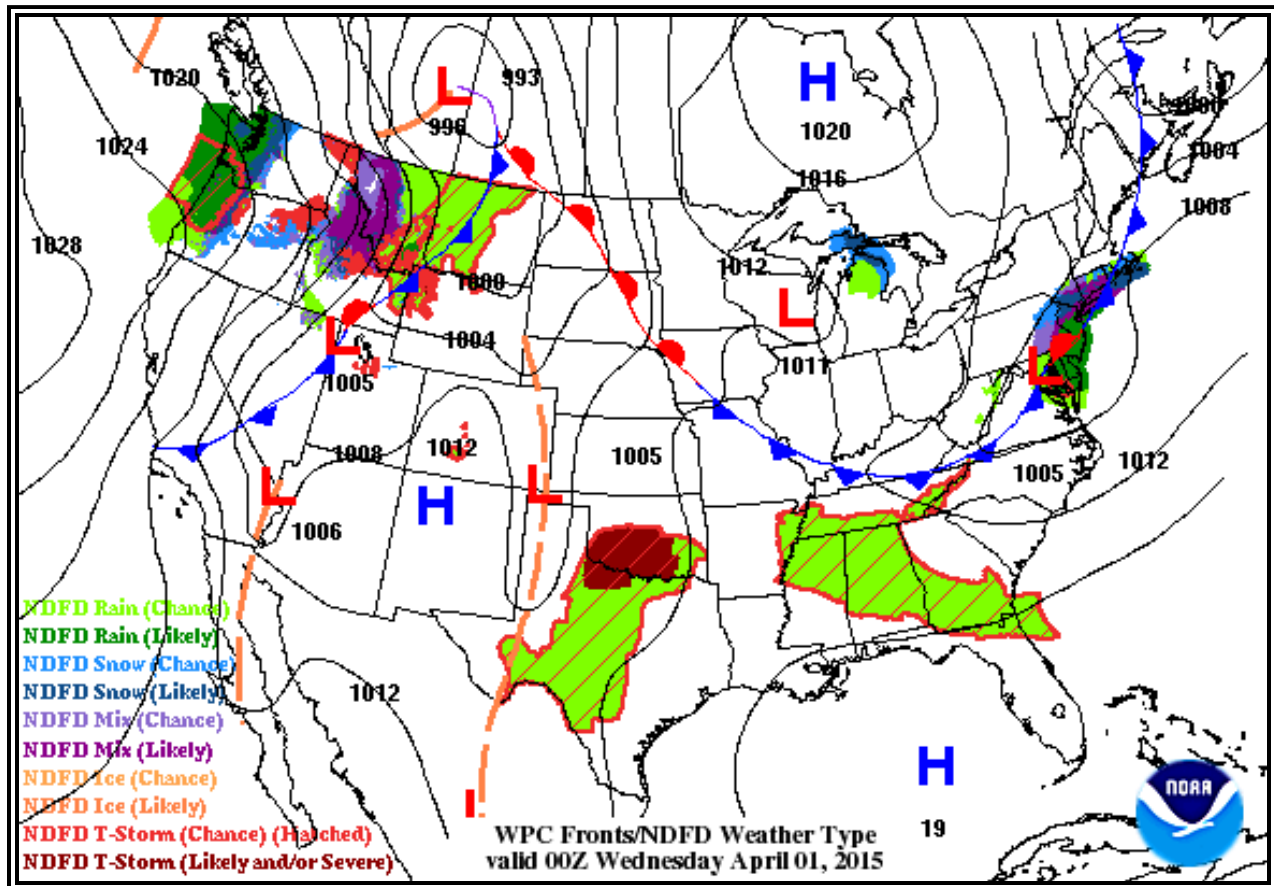 993
1020
996
1020
1000
1024
1004
1016
1008
1028
1012
1000
1004
1011
1005
1012
1008
1005
1012
1005
1006
NDFD Rain (Chance)
NDFD Rain (Likely)
NDFD Snow (Chance)
NDFD Snow (Likely)
1012
NDFD Mix (Chance)
NDFD Mix (Likely)
NDFD Ice (Chance)
NDFD Ice (Likely)
NDFD T-Storm (Chance) (Hatched)
NDFD T-Storm (Likely and/or Severe)
H
H
H
L
L
L
L
L
L
19
WPC Fronts/NDFD Weather Type
valid 00Z Wednesday April 01, 2015
NOAA